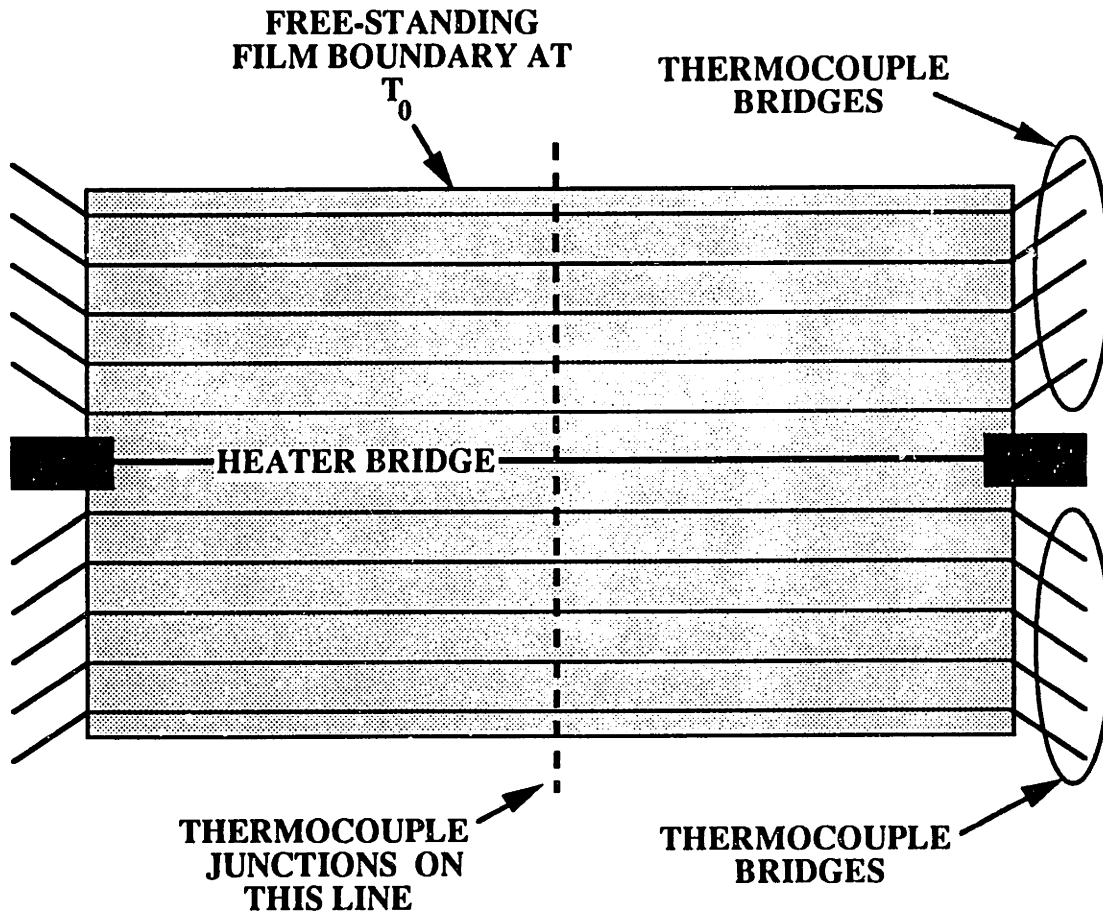 FREE-STANDING
FILM BOUNDARY AT
T0
THERMOCOUPLE
BRIDGES
HEATER BRIDGE
THERMOCOUPLE
JUNCTIONS ON
THIS LINE
THERMOCOUPLE
BRIDGES